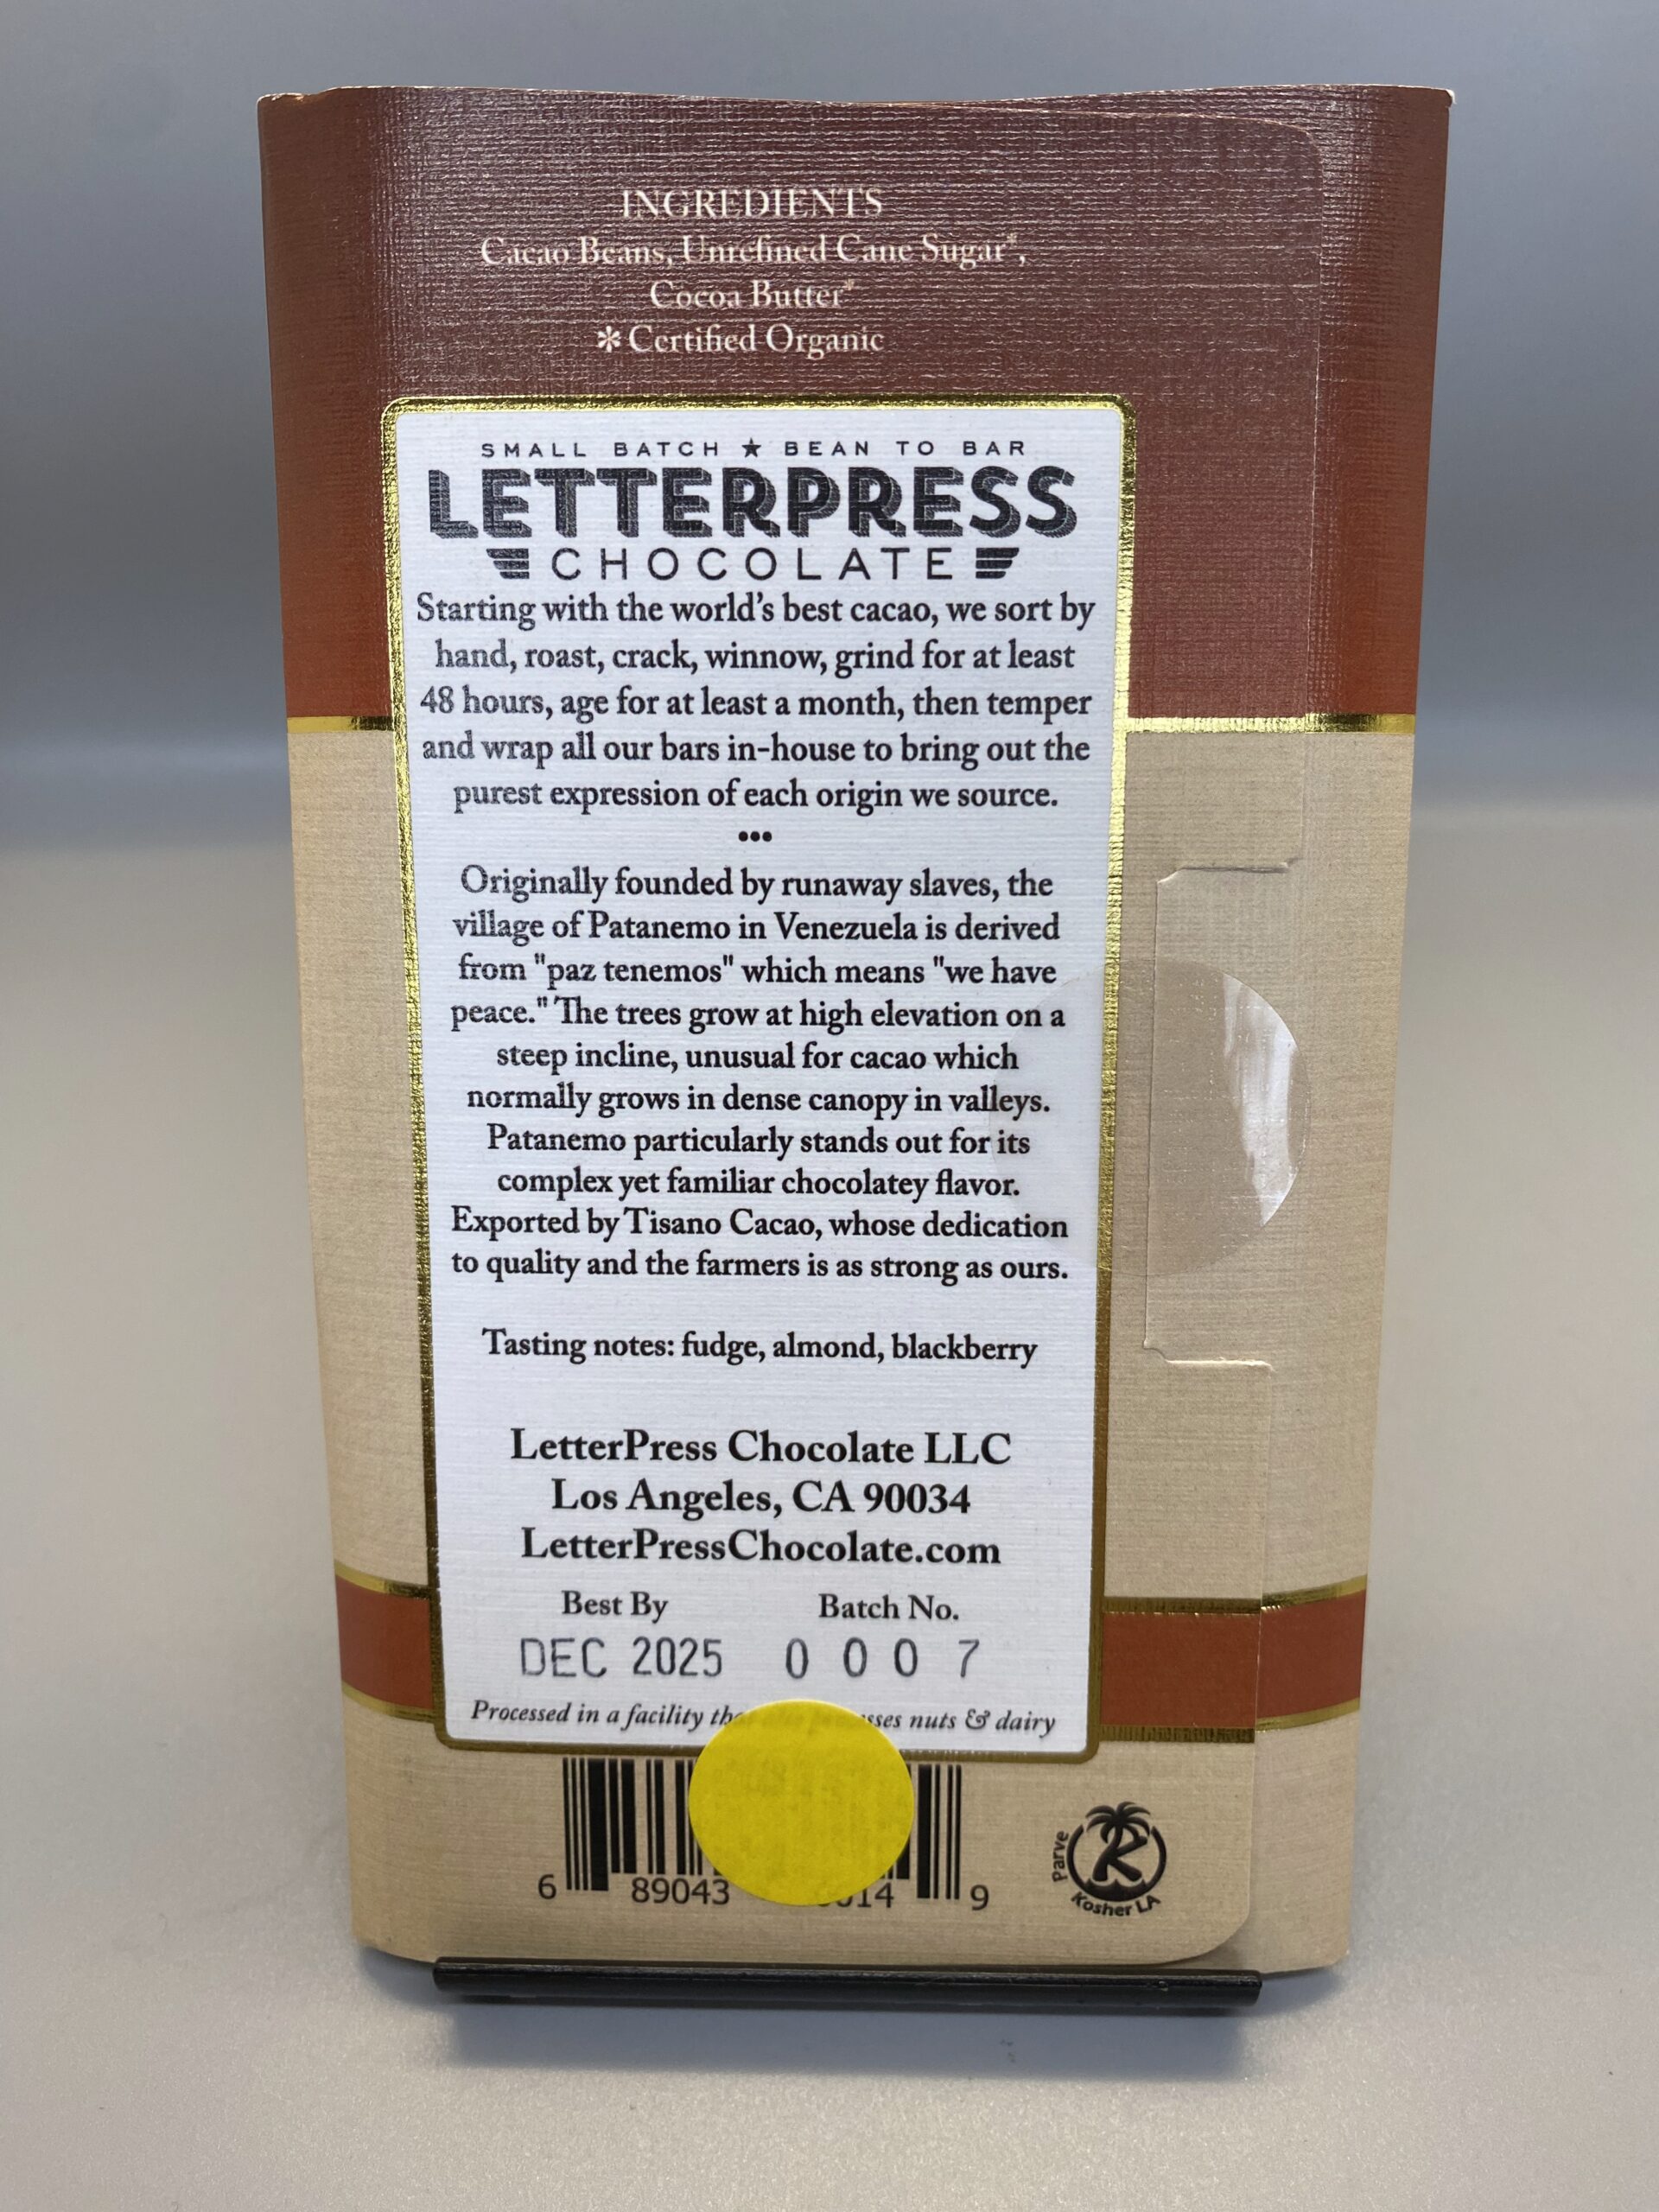 INGREDIENTS
Cacao Beans, Unrefined Cane Sugar*,
Cocoa Butter*
* Certified Organic
SMALL BATCH ★ BEAN TO BAR
LETTERPRESS
CHOCOLATE
Starting with the world's best cacao, we sort by
hand, roast, crack, winnow, grind for at least
48 hours, age for at least a month, then temper
and wrap all our bars in-house to bring out the
purest expression of each origin we source.
•••
Originally founded by runaway slaves, the
village of Patanemo in Venezuela is derived
from "paz tenemos" which means "we have
peace." The trees grow at high elevation on a
steep incline, unusual for cacao which
normally grows in dense canopy in valleys.
Patanemo particularly stands out for its
complex yet familiar chocolatey flavor.
Exported by Tisano Cacao, whose dedication
to quality and the farmers is as strong as ours.
Tasting notes: fudge, almond, blackberry
LetterPress Chocolate LLC
Los Angeles, CA 90034
LetterPressChocolate.com
Best By Batch No.
DEC 2025 0 0 0 7
Processed in a facility nuts & dairy
6 89043 9
Parve
K
Kosher LA